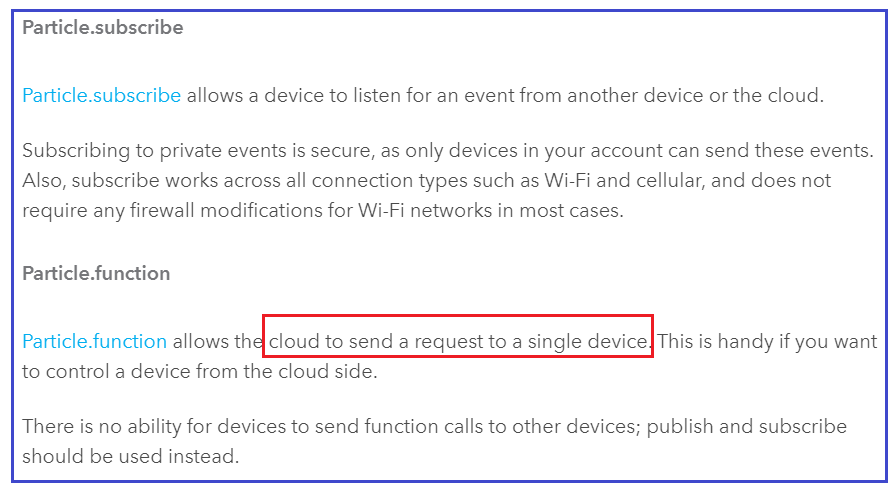 Particle.subscribe
Particle.subscribe allows a device to listen for an event from another device or the cloud.
Subscribing to private events is secure, as only devices in your account can send these events.
Also, subscribe works across all connection types such as Wi-Fi and cellular, and does not
require any firewall modifications for Wi-Fi networks in most cases.
Particle.function
Particle.function allows the cloud to send a request to a single device. This is handy if you want
to control a device from the cloud side.
There is no ability for devices to send function calls to other devices; publish and subscribe
should be used instead.